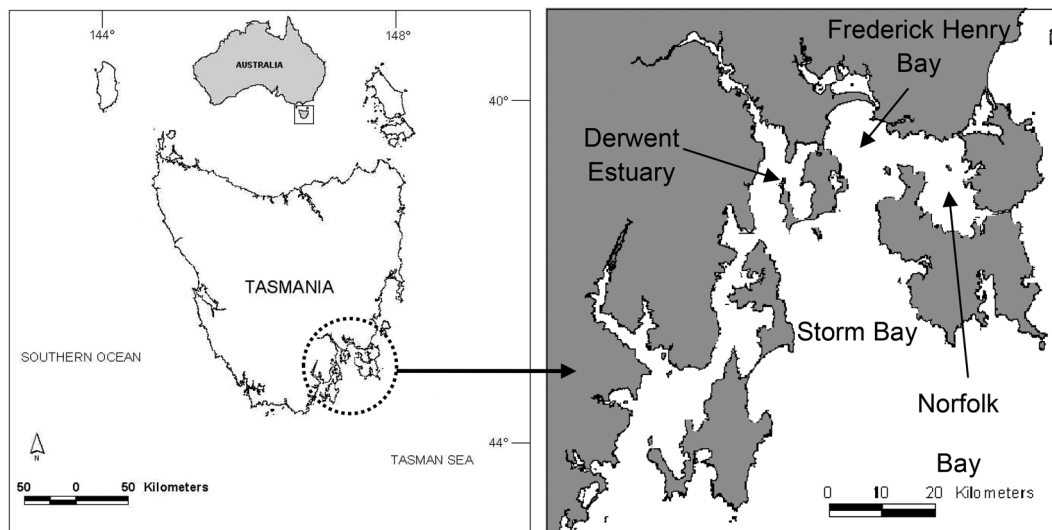 144°
148°
AUSTRALIA
40°
TASMANIA
SOUTHERN OCEAN
44°
N
TASMAN SEA
50 0 50 Kilometers
Frederick Henry
Bay
Derwent
Estuary
Storm Bay
Norfolk
Bay
0 10 20 Kilometers